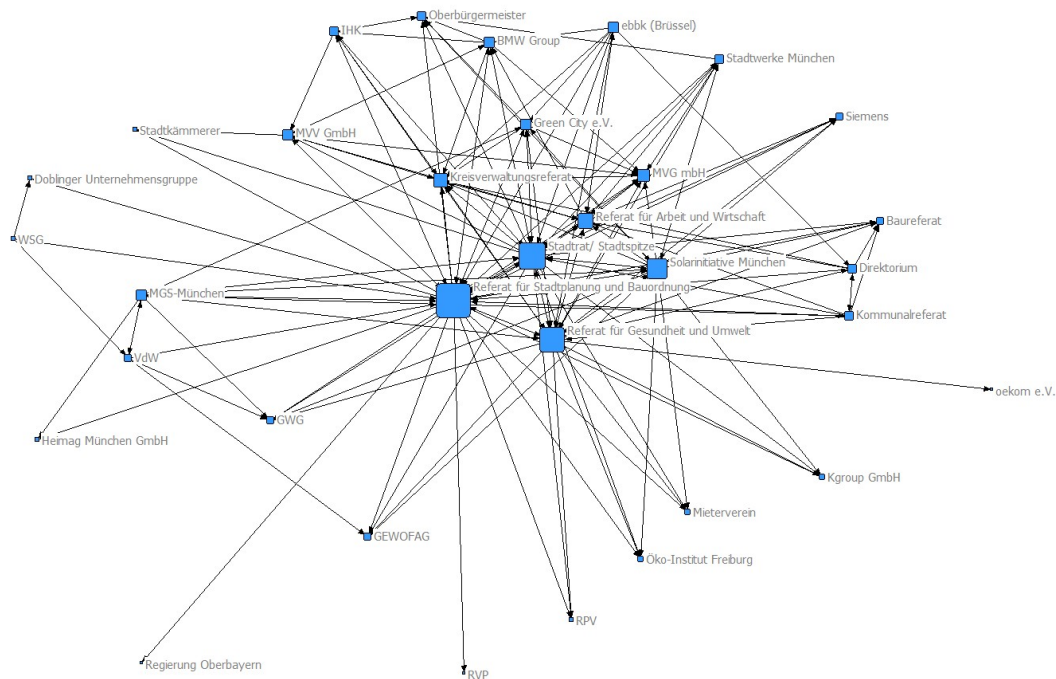 Oberbürgermeister
ebbk (Brüssel)
IHK
BMW Group
Stadtwerke München
Siemens
Green City e.V.
Stadtkämmerer
MVV GmbH
Doblinger Unternehmensgruppe
Kreisverwaltungsreferat
MVG mbH
Referat für Arbeit und Wirtschaft
Baureferat
WSG
Stadtrat/ Stadtspitze
Solarinitiative München
Direktorium
MGS-München
Referat für Stadtplanung und Bauordnung
Kommunalreferat
Referat für Gesundheit und Umwelt
VdW
oekom e.V.
GWG
Heimag München GmbH
Kgroup GmbH
Mieterverein
GEWOFAG
Öko-Institut Freiburg
RPV
Regierung Oberbayern
RVP